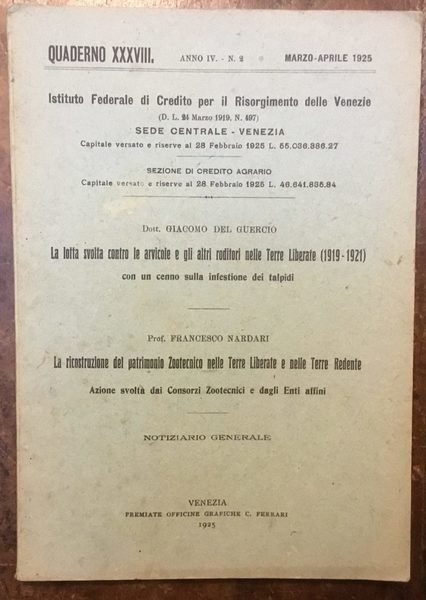 QUADERNO XXXVIII. ANNO IV. - N. 2 MARZO-APRILE 1925
Istituto Federale di Credito per il Risorgimento delle Venezie
(D. L. 24 Marzo 1919, N. 497)
SEDE CENTRALE - VENEZIA
Capitale versato e riserve al 28 Febbraio 1925 L. 55.036.386.27
SEZIONE DI CREDITO AGRARIO
Capitale versato e riserve al 28 Febbraio 1925 L. 46.641.635.84
Dott. GIACOMO DEL GUERCIO
La lotta svolta contro le arvicole e gli altri roditori nelle Terre Liberate (1919-1921)
con un cenno sulla infestione dei talpidi
Prof. FRANCESCO NARDARI
La ricostruzione del patrimonio Zootecnico nelle Terre Liberate e nelle Terre Redente
Azione svolta dai Consorzi Zootecnici e dagli Enti affini
NOTIZIARIO GENERALE
VENEZIA
PREMIATE OFFICINE GRAFICHE C. FERRARI
1925